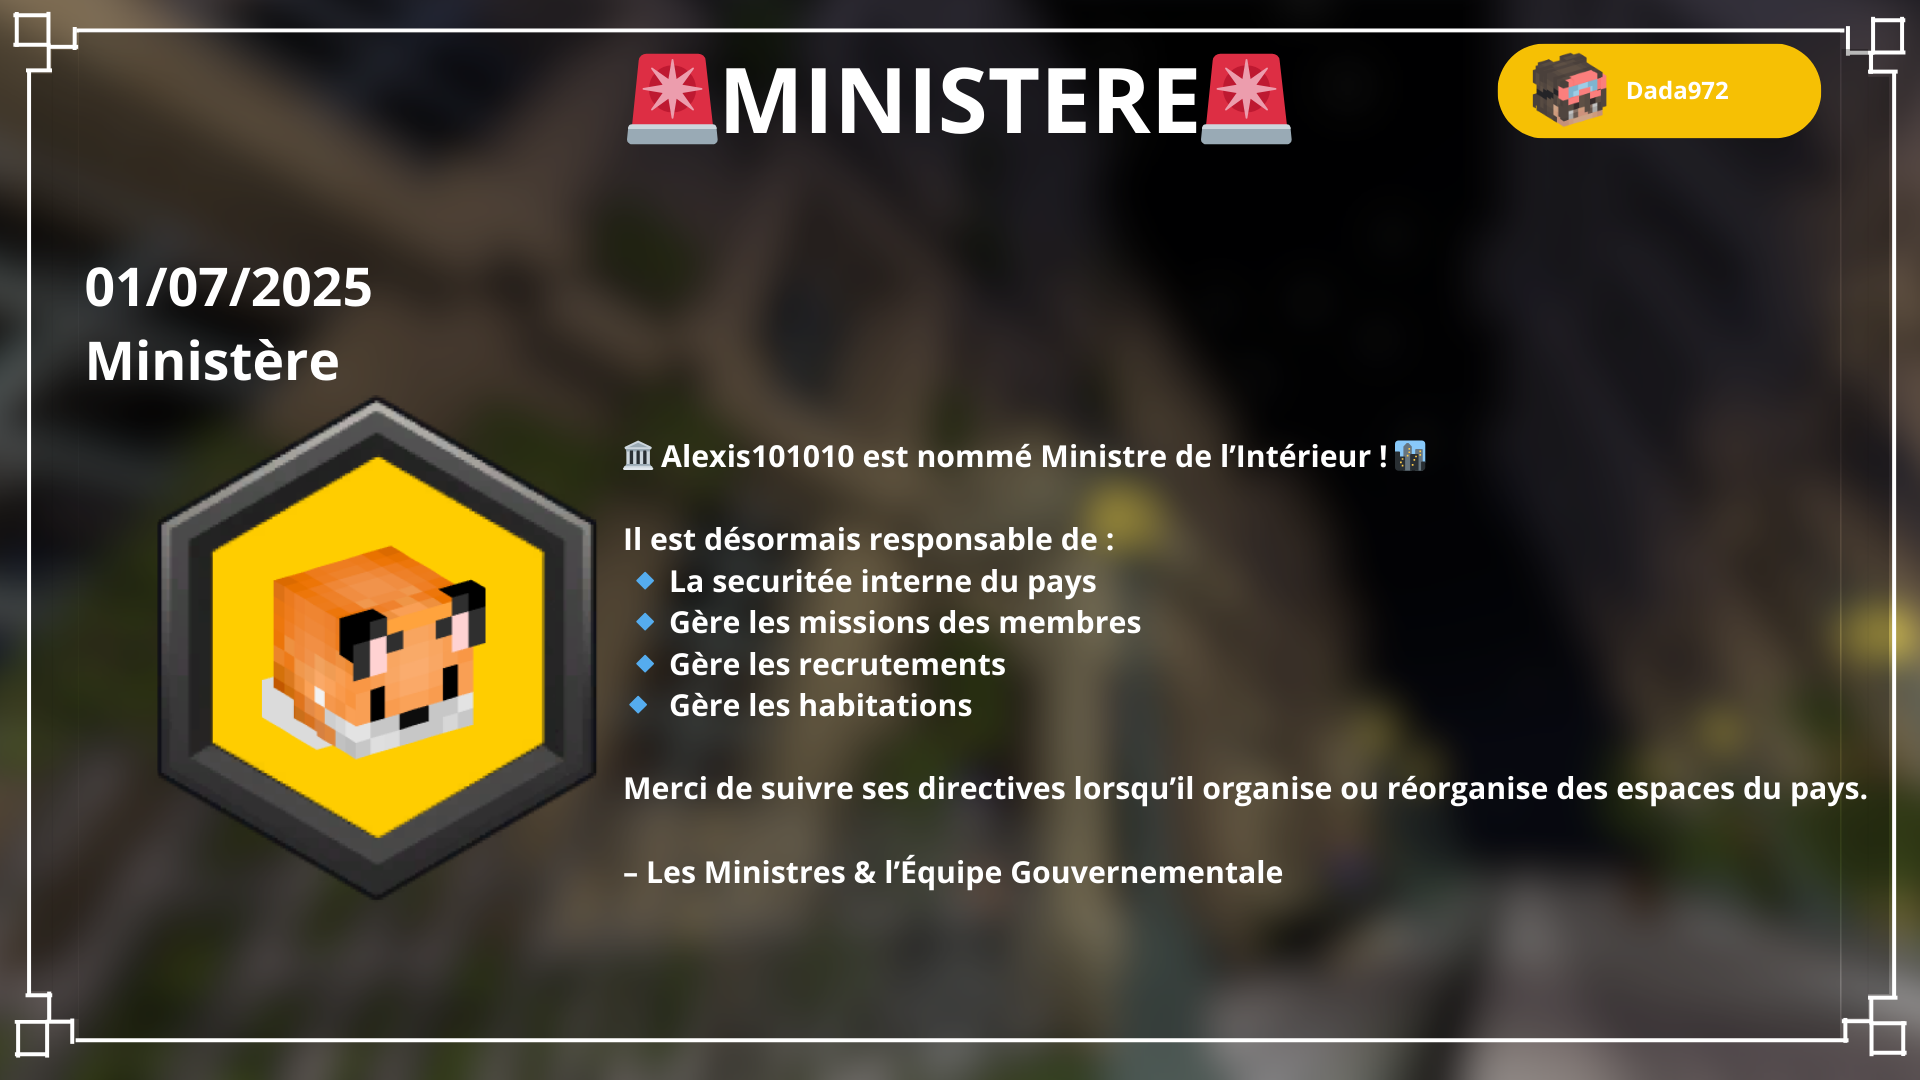 🚨MINISTERE🚨
Dada972
01/07/2025
Ministère
🏛️ Alexis101010 est nommé Ministre de l’Intérieur ! 🏙️
Il est désormais responsable de :
🔹 La securitée interne du pays
🔹 Gère les missions des membres
🔹 Gère les recrutements
🔹 Gère les habitations
Merci de suivre ses directives lorsqu’il organise ou réorganise des espaces du pays.
– Les Ministres & l’Équipe Gouvernementale